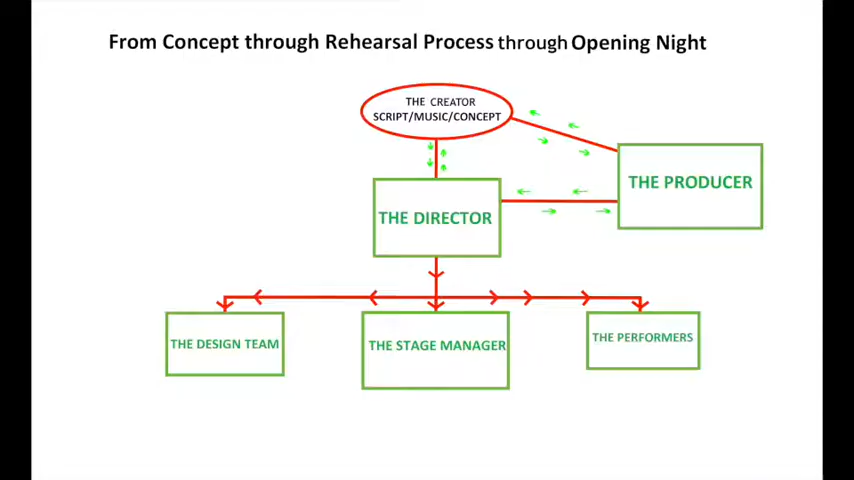 From Concept through Rehearsal Process through Opening Night
THE CREATOR
SCRIPT/MUSIC/CONCEPT
THE PRODUCER
THE DIRECTOR
THE DESIGN TEAM
THE STAGE MANAGER
THE PERFORMERS